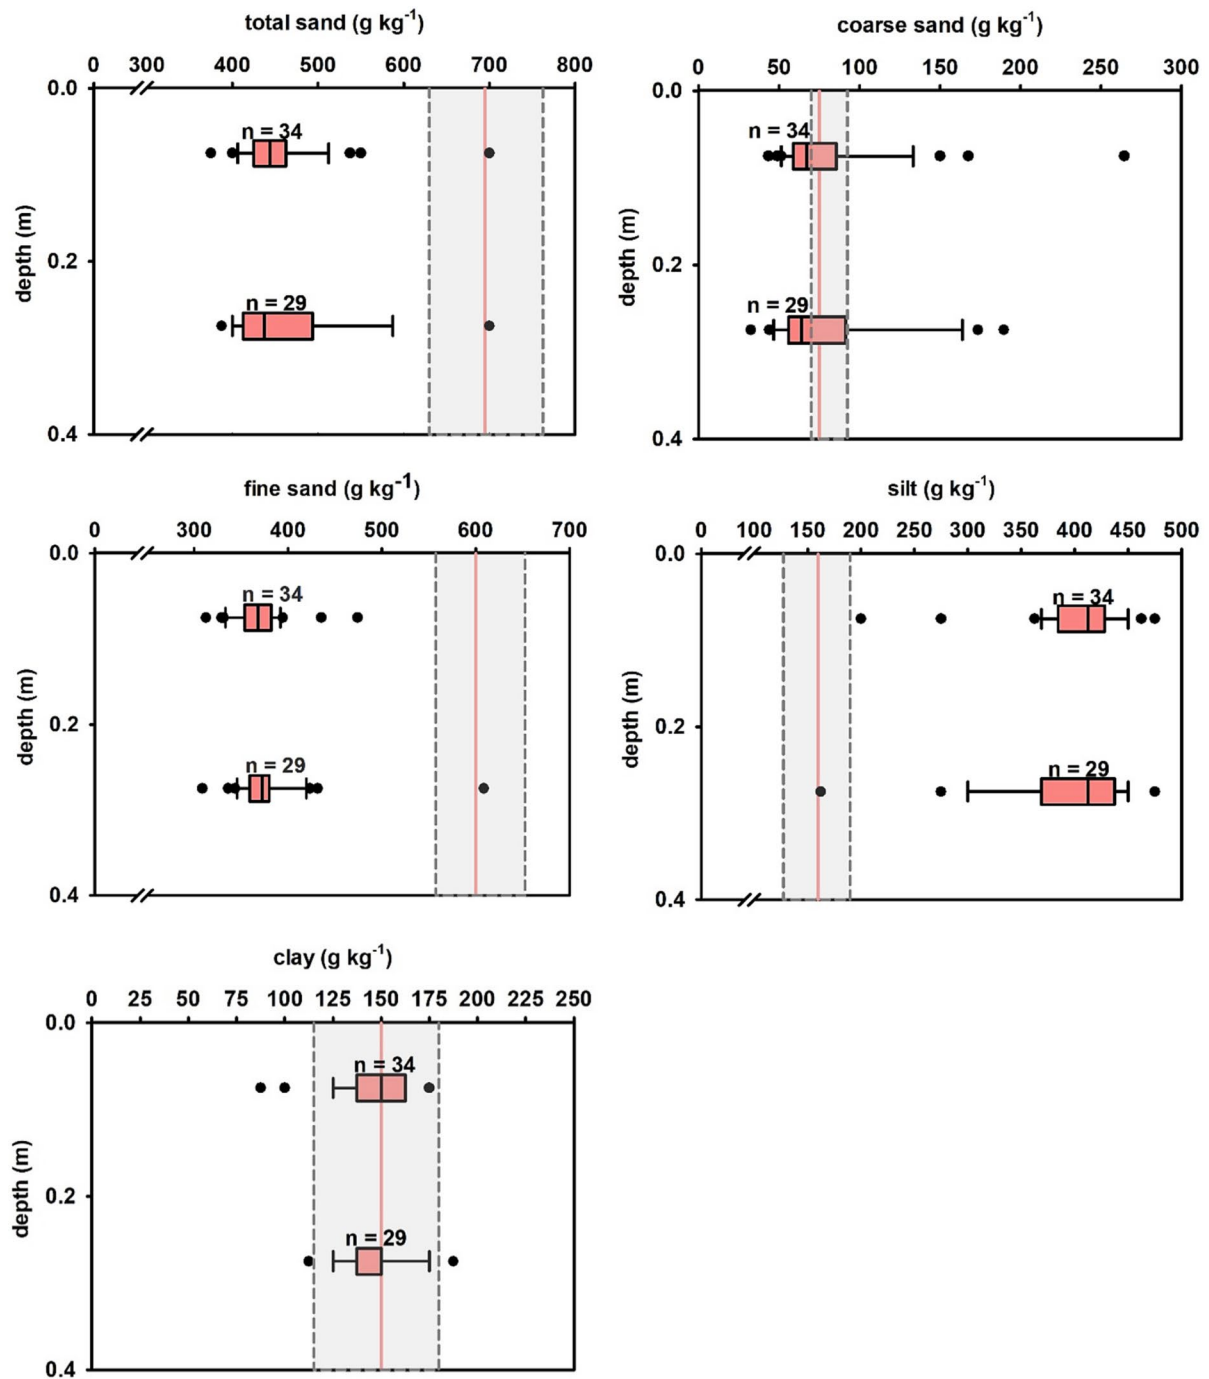 total sand (g kg⁻¹)
0 300 400 500 600 700 800
0.0
n = 34
0.2
n = 29
0.4
depth (m)
coarse sand (g kg⁻¹)
0 50 100 150 200 250 300
0.0
n = 34
0.2
n = 29
0.4
depth (m)
fine sand (g kg⁻¹)
0 300 400 500 600 700
0.0
n = 34
0.2
n = 29
0.4
depth (m)
silt (g kg⁻¹)
0 100 150 200 250 300 350 400 450 500
0.0
n = 34
0.2
n = 29
0.4
depth (m)
clay (g kg⁻¹)
0 25 50 75 100 125 150 175 200 225 250
0.0
n = 34
0.2
n = 29
0.4
depth (m)